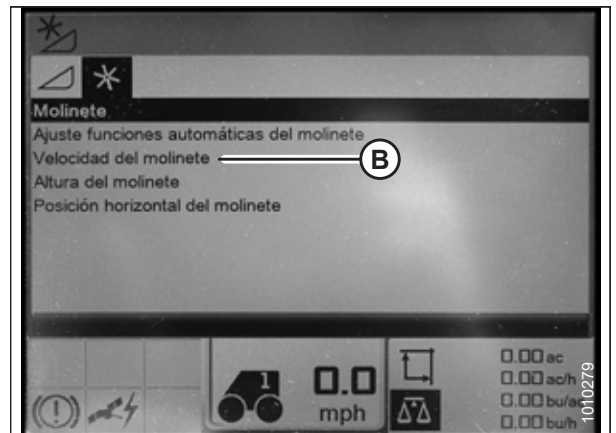 Molinete
Ajuste funciones automáticas del molinete
Velocidad del molinete
B
Altura del molinete
Posición horizontal del molinete
1
0.0
mph
0.00 ac
0.00 ac/h
0.00 bu/ac
0.00 bu/h
1010279